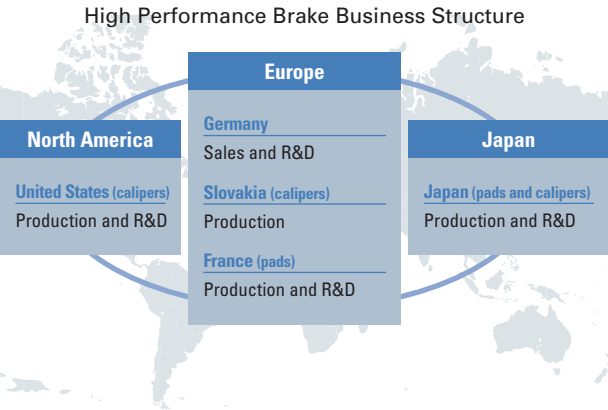 High Performance Brake Business Structure
Europe
Germany
Sales and R&D
Slovakia (calipers)
Production
France (pads)
Production and R&D
North America
United States (calipers)
Production and R&D
Japan
Japan (pads and calipers)
Production and R&D